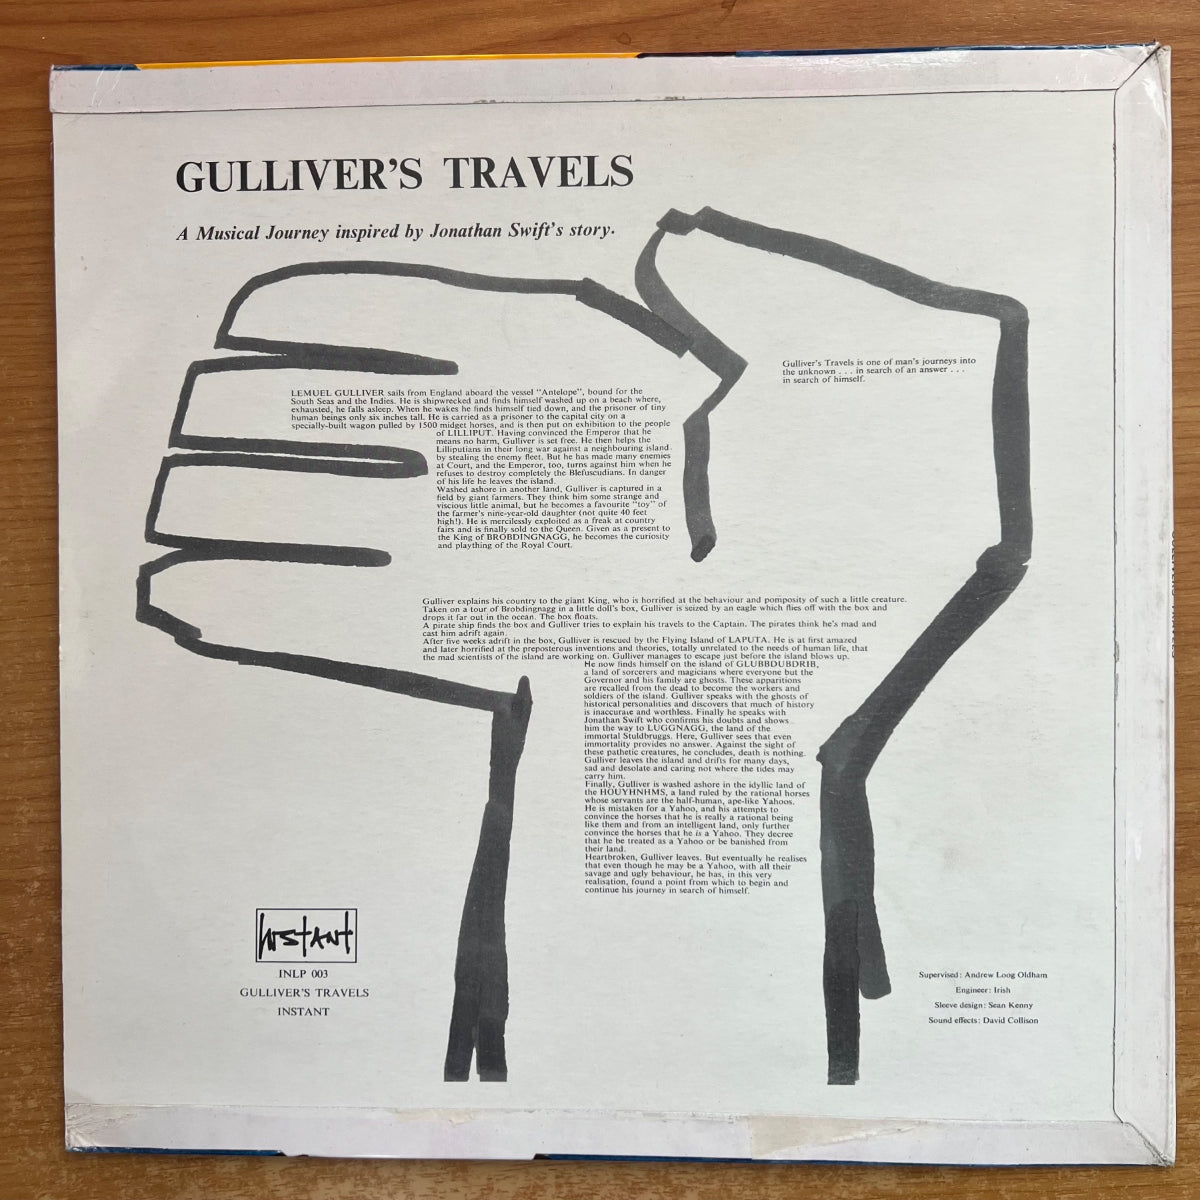 GULLIVER'S TRAVELS
A Musical Journey inspired by Jonathan Swift's story.
Gulliver's Travels is one of man's journeys into
the unknown . . . in search of an answer . . .
in search of himself.
LEMUEL GULLIVER sails from England aboard the vessel "Antelope", bound for the
South Seas and the Indies. He is shipwrecked and finds himself washed up on a beach where,
exhausted, he falls asleep. When he wakes he finds himself tied down, and the prisoner of tiny
human beings only six inches tall. He is carried as a prisoner to the capital city on a
specially-built wagon pulled by 1500 midget horses, and is then put on exhibition to the people
of LILLIPUT. Having convinced the Emperor that he
means no harm, Gulliver is set free. He then helps the
Lilliputians in their long war against a neighbouring island
by stealing the enemy fleet. But he has made many enemies
at Court, and the Emperor, too, turns against him when he
refuses to destroy completely the Blefuscudians. In danger
of his life he leaves the island.
Washed ashore in another land, Gulliver is captured in a
field by giant farmers. They think him some strange and
viscious little animal, but he becomes a favourite "toy" of
the farmer's nine-year-old daughter (not quite 40 feet
high!). He is mercilessly exploited as a freak at country
fairs and is finally sold to the Queen. Given as a present to
the King of BROBDINGNAGG, he becomes the curiosity
and plaything of the Royal Court.
Gulliver explains his country to the giant King, who is horrified at the behaviour and pomposity of such a little creature.
Taken on a tour of Brobdingnagg in a little doll's box, Gulliver is seized by an eagle which flies off with the box and
drops it far out in the ocean. The box floats.
A pirate ship finds the box and Gulliver tries to explain his travels to the Captain. The pirates think he's mad and
cast him adrift again.
After five weeks adrift in the box, Gulliver is rescued by the Flying Island of LAPUTA. He is at first amazed
and later horrified at the preposterous inventions and theories, totally unrelated to the needs of human life, that
the mad scientists of the island are working on. Gulliver manages to escape just before the island blows up.
He now finds himself on the island of GLUBBDUBDRIB,
a land of sorcerers and magicians where everyone but the
Governor and his family are ghosts. These apparitions
are recalled from the dead to become the workers and
soldiers of the island. Gulliver speaks with the ghosts of
historical personalities and discovers that much of history
is inaccurate and worthless. Finally he speaks with
Jonathan Swift who confirms his doubts and shows
him the way to LUGGNAGG, the land of the
immortal Stuldbruggs. Here, Gulliver sees that even
immortality provides no answer. Against the sight of
these pathetic creatures, he concludes, death is nothing.
Gulliver leaves the island and drifts for many days,
sad and desolate and caring not where the tides may
carry him.
Finally, Gulliver is washed ashore in the idyllic land of
the HOUYHNHMS, a land ruled by the rational horses
whose servants are the half-human, ape-like Yahoos.
He is mistaken for a Yahoo, and his attempts to
convince the horses that he is really a rational being
like them and from an intelligent land, only further
convince the horses that he is a Yahoo. They decree
that he be treated as a Yahoo or be banished from
their land.
Heartbroken, Gulliver leaves. But eventually he realises
that even though he may be a Yahoo, with all their
savage and ugly behaviour, he has, in this very
realisation, found a point from which to begin and
continue his journey in search of himself.
INSTANT
INLP 003
GULLIVER'S TRAVELS
INSTANT
Supervised: Andrew Loog Oldham
Engineer: Irish
Sleeve design: Sean Kenny
Sound effects: David Collison